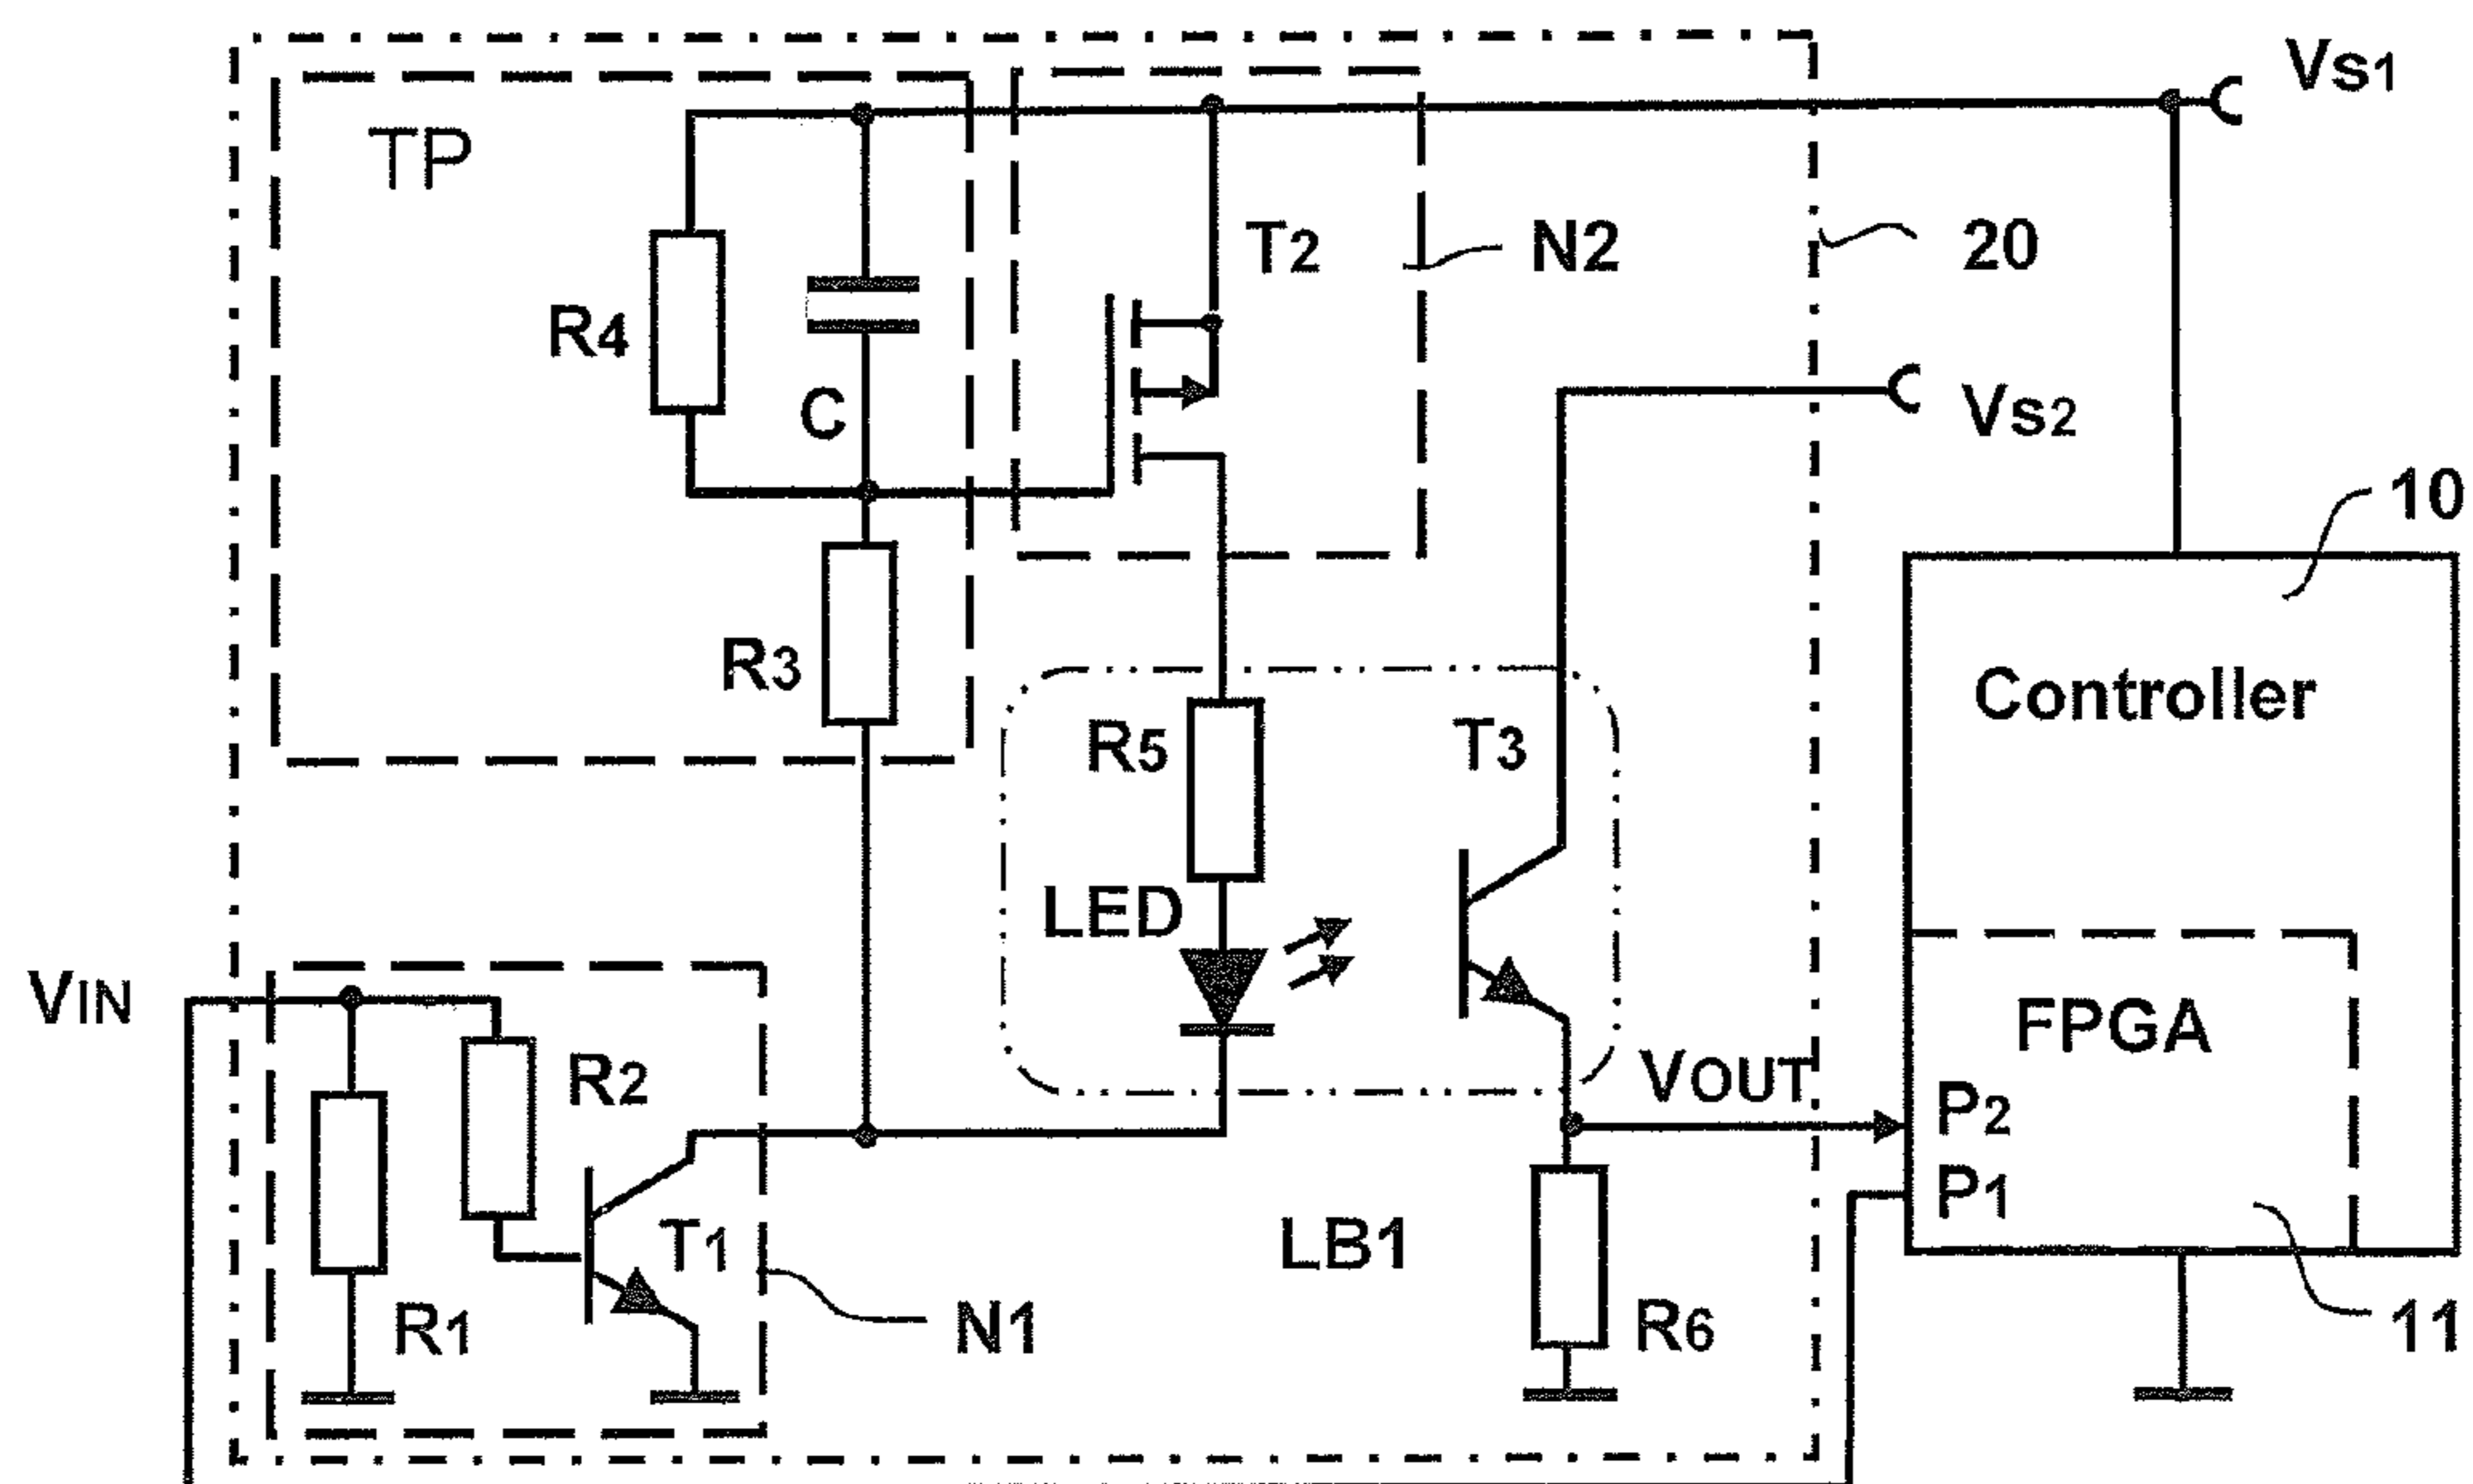 Vs1
TP
T2
N2
20
R4
Vs2
C
10
R3
Controller
R5
T3
LED
VIN
FPGA
R2
VOUT
P2
P1
T1
LB1
R1
N1
R6
11